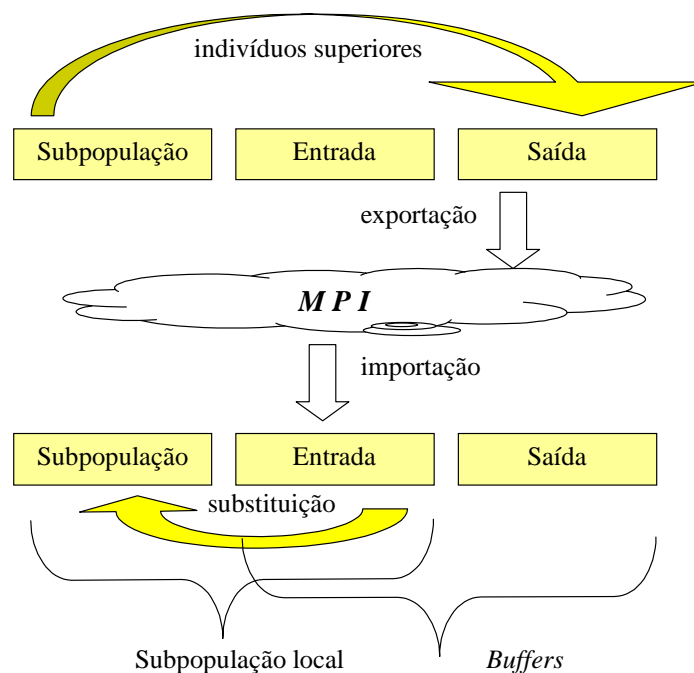 indivíduos superiores
Subpopulação Entrada Saída
exportação
M P I
importação
Subpopulação Entrada Saída
substituição
Subpopulação local Buffers